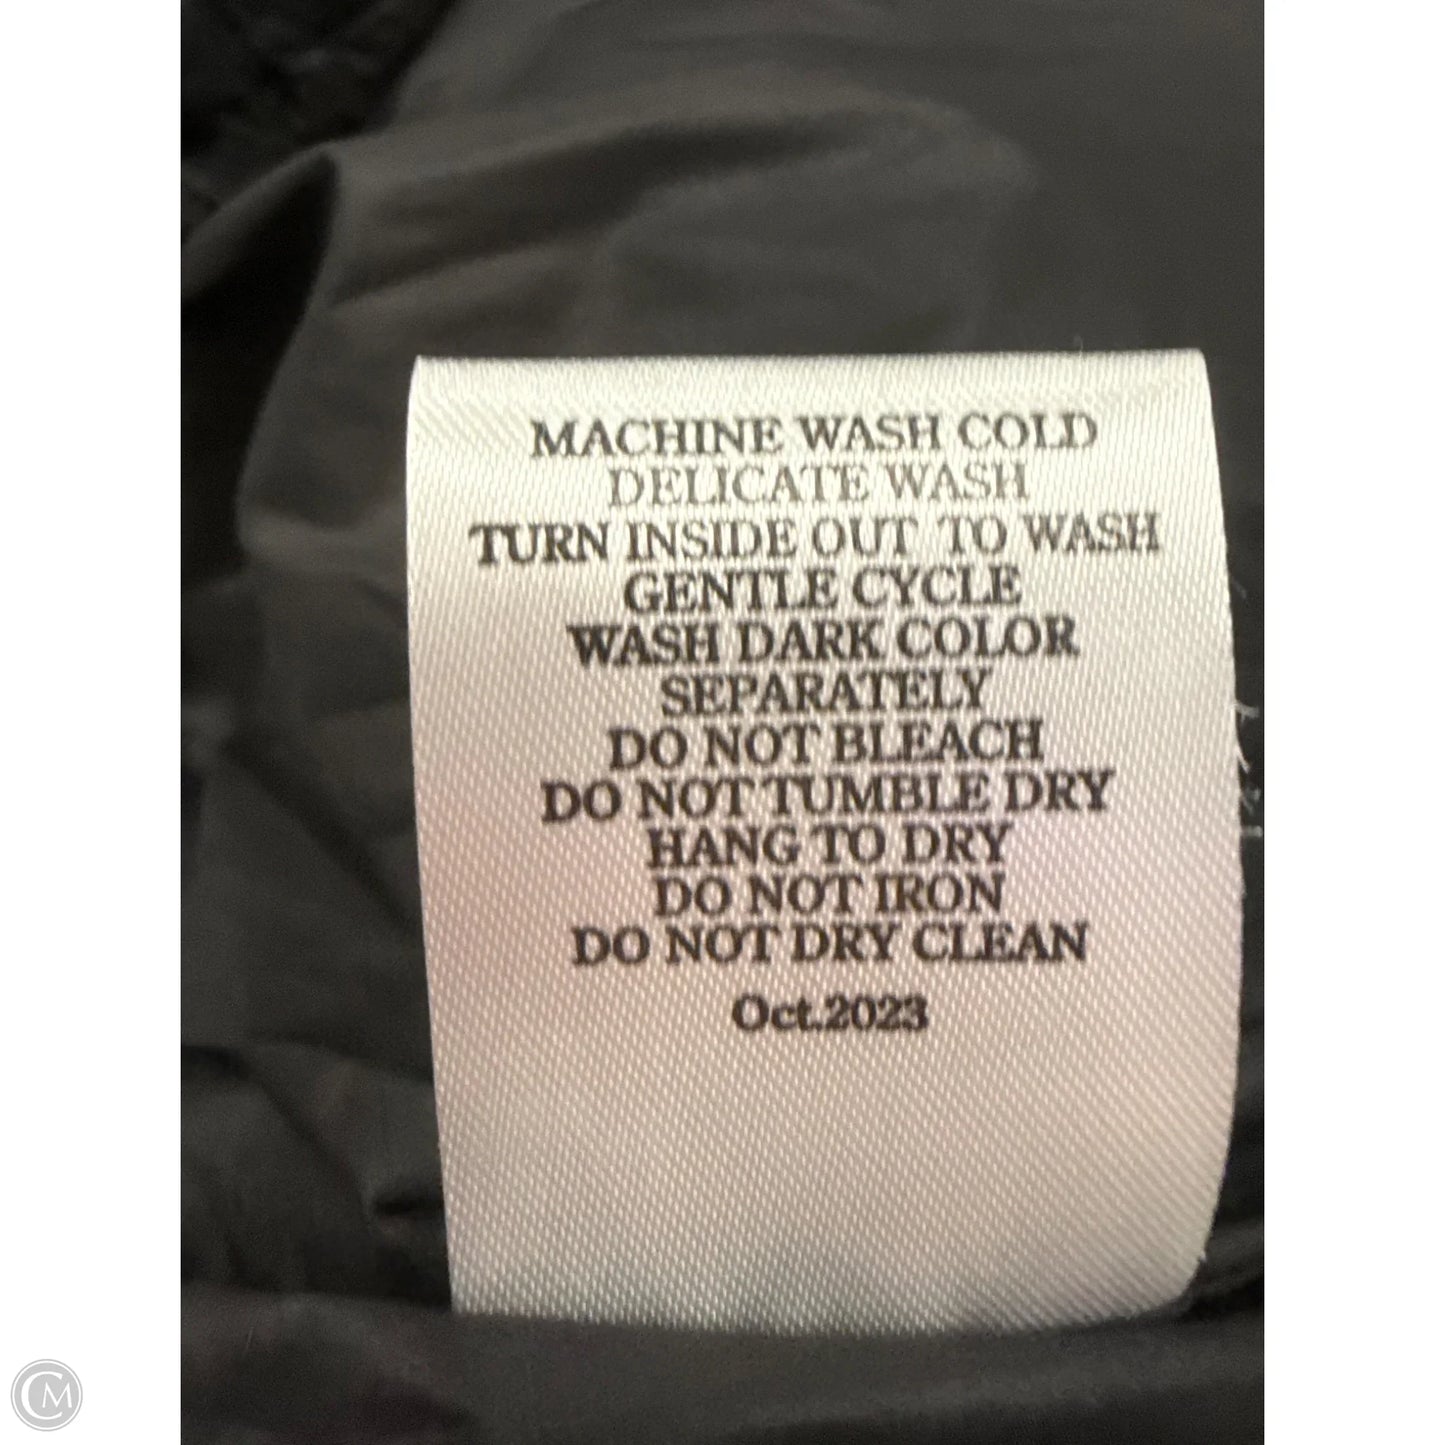 MACHINE WASH COLD
DELICATE WASH
TURN INSIDE OUT TO WASH
GENTLE CYCLE
WASH DARK COLOR
SEPARATELY
DO NOT BLEACH
DO NOT TUMBLE DRY
HANG TO DRY
DO NOT IRON
DO NOT DRY CLEAN
Oct.2023
CM